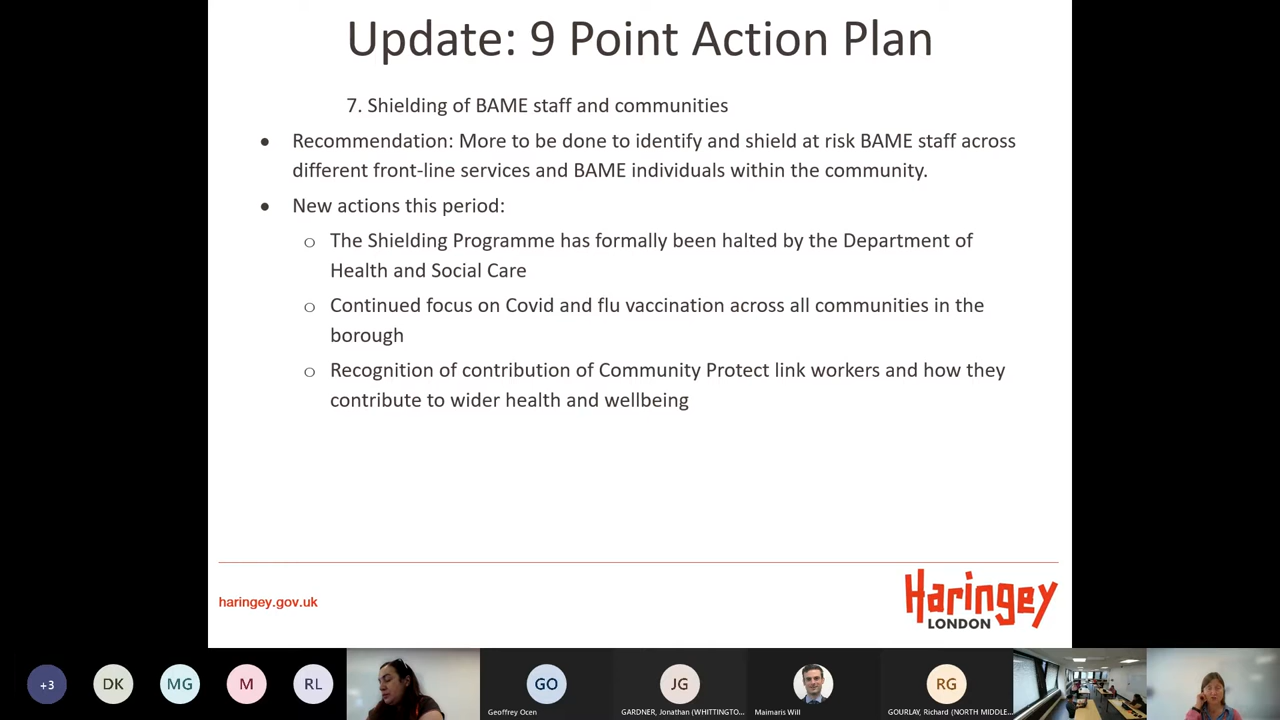 Update: 9 Point Action Plan
7. Shielding of BAME staff and communities
• Recommendation: More to be done to identify and shield at risk BAME staff across
different front-line services and BAME individuals within the community.
• New actions this period:
○ The Shielding Programme has formally been halted by the Department of
Health and Social Care
○ Continued focus on Covid and flu vaccination across all communities in the
borough
○ Recognition of contribution of Community Protect link workers and how they
contribute to wider health and wellbeing
haringey.gov.uk
Haringey
LONDON
+3
DK
MG
M
RL
GO
JG
RG
Geoffrey Ocen
GARDNER, Jonathan (WHITTINGTO...
Maimaris Will
GOURLAY, Richard (NORTH MIDDLE...